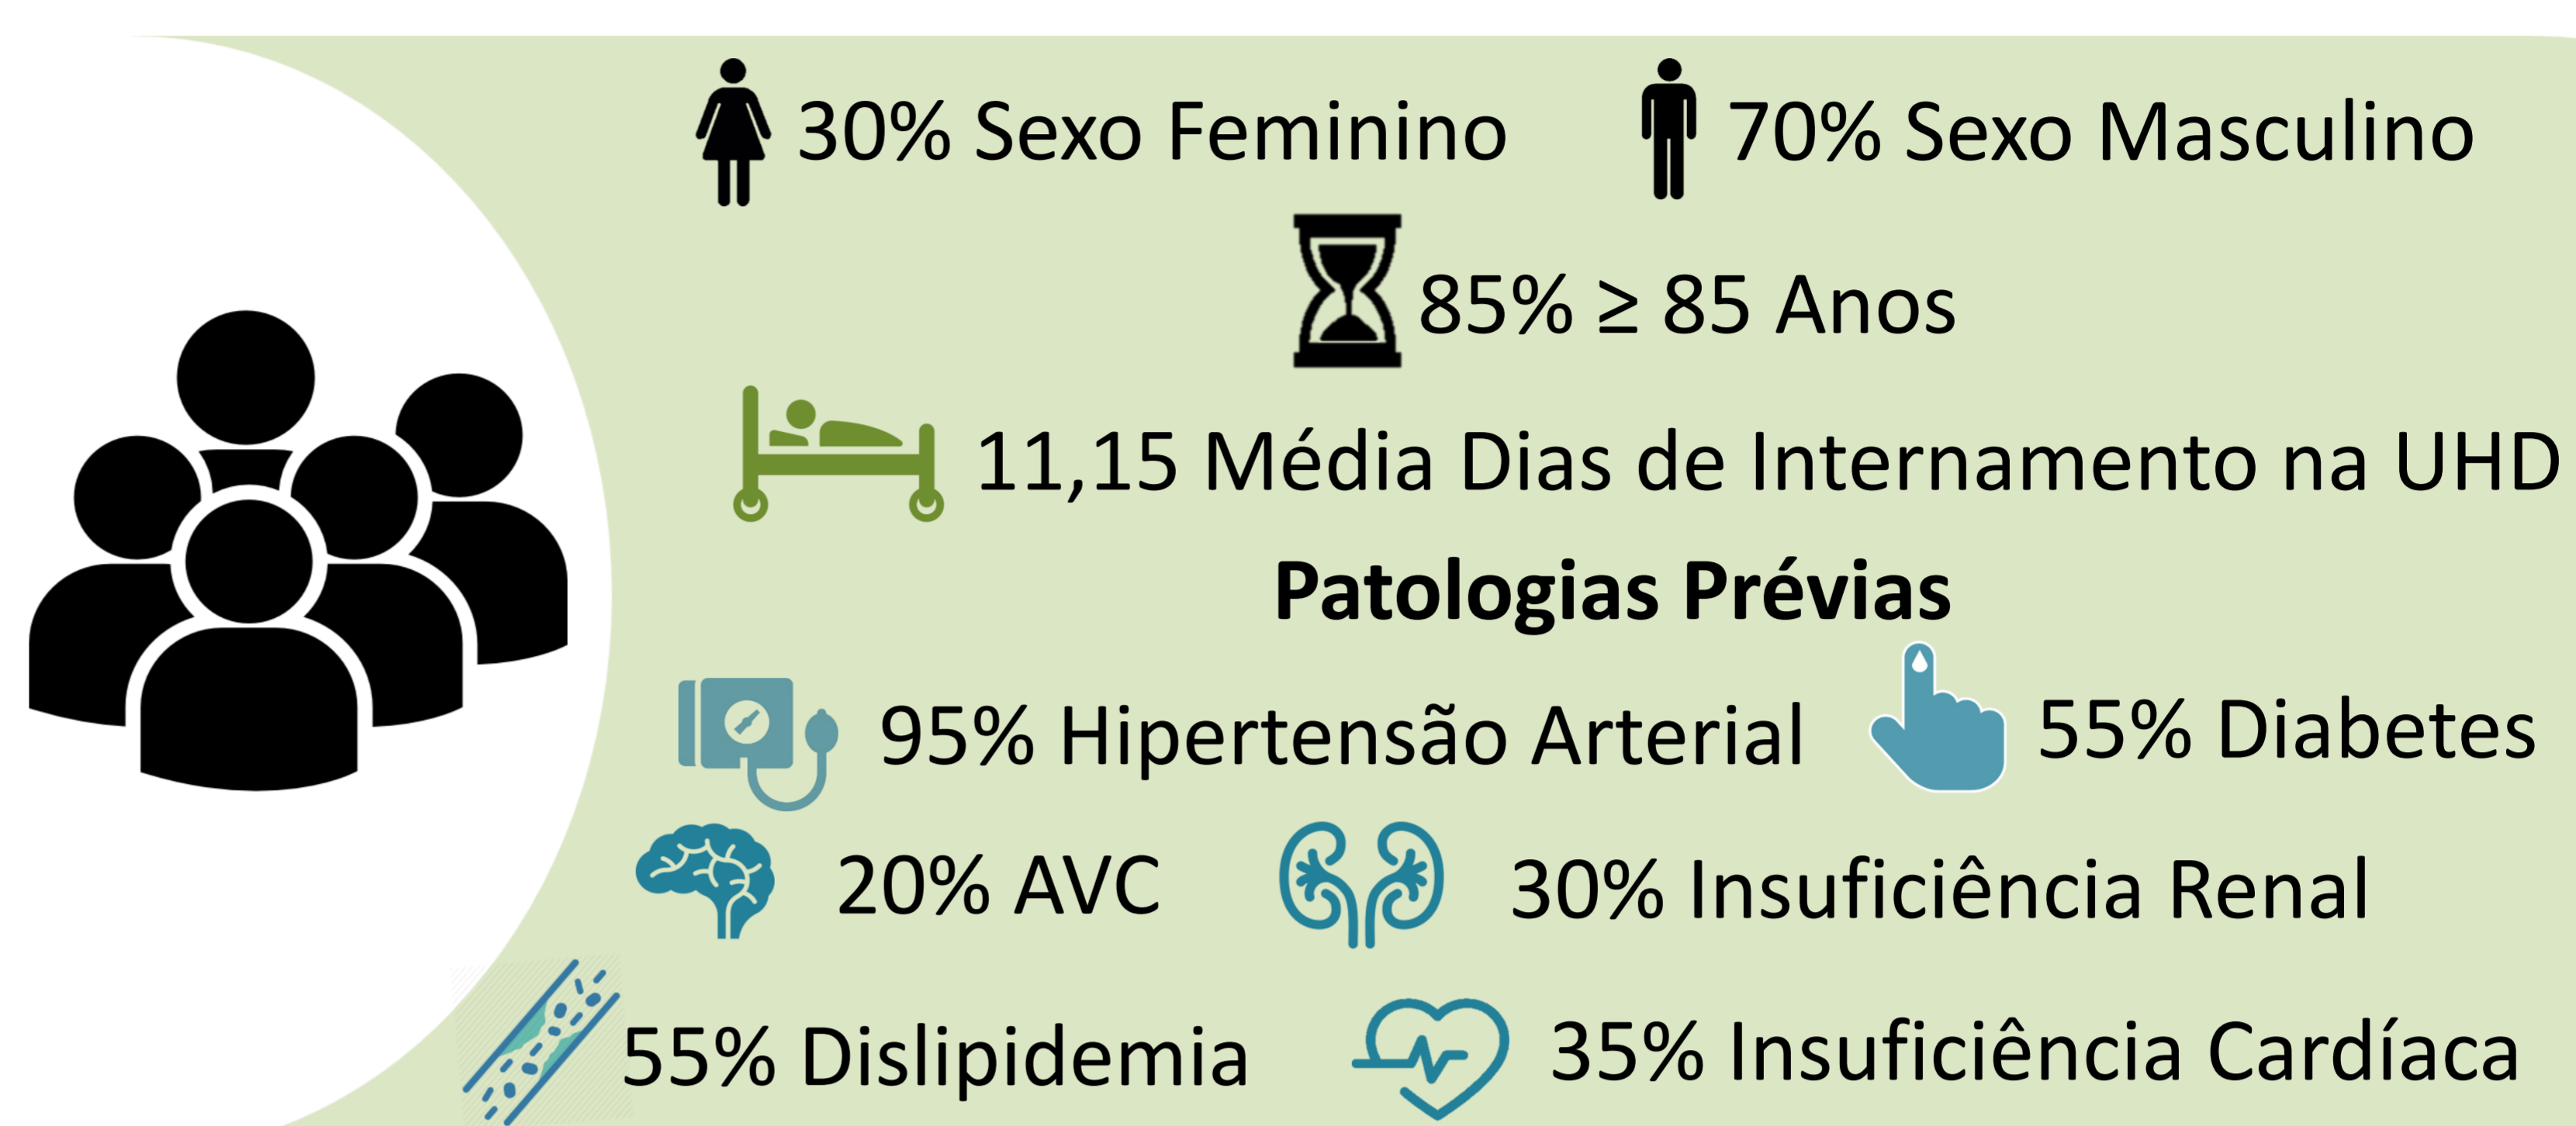 30% Sexo Feminino 70% Sexo Masculino
85% ≥ 85 Anos
11,15 Média Dias de Internamento na UHD
Patologias Prévias
95% Hipertensão Arterial 55% Diabetes
20% AVC 30% Insuficiência Renal
55% Dislipidemia 35% Insuficiência Cardíaca